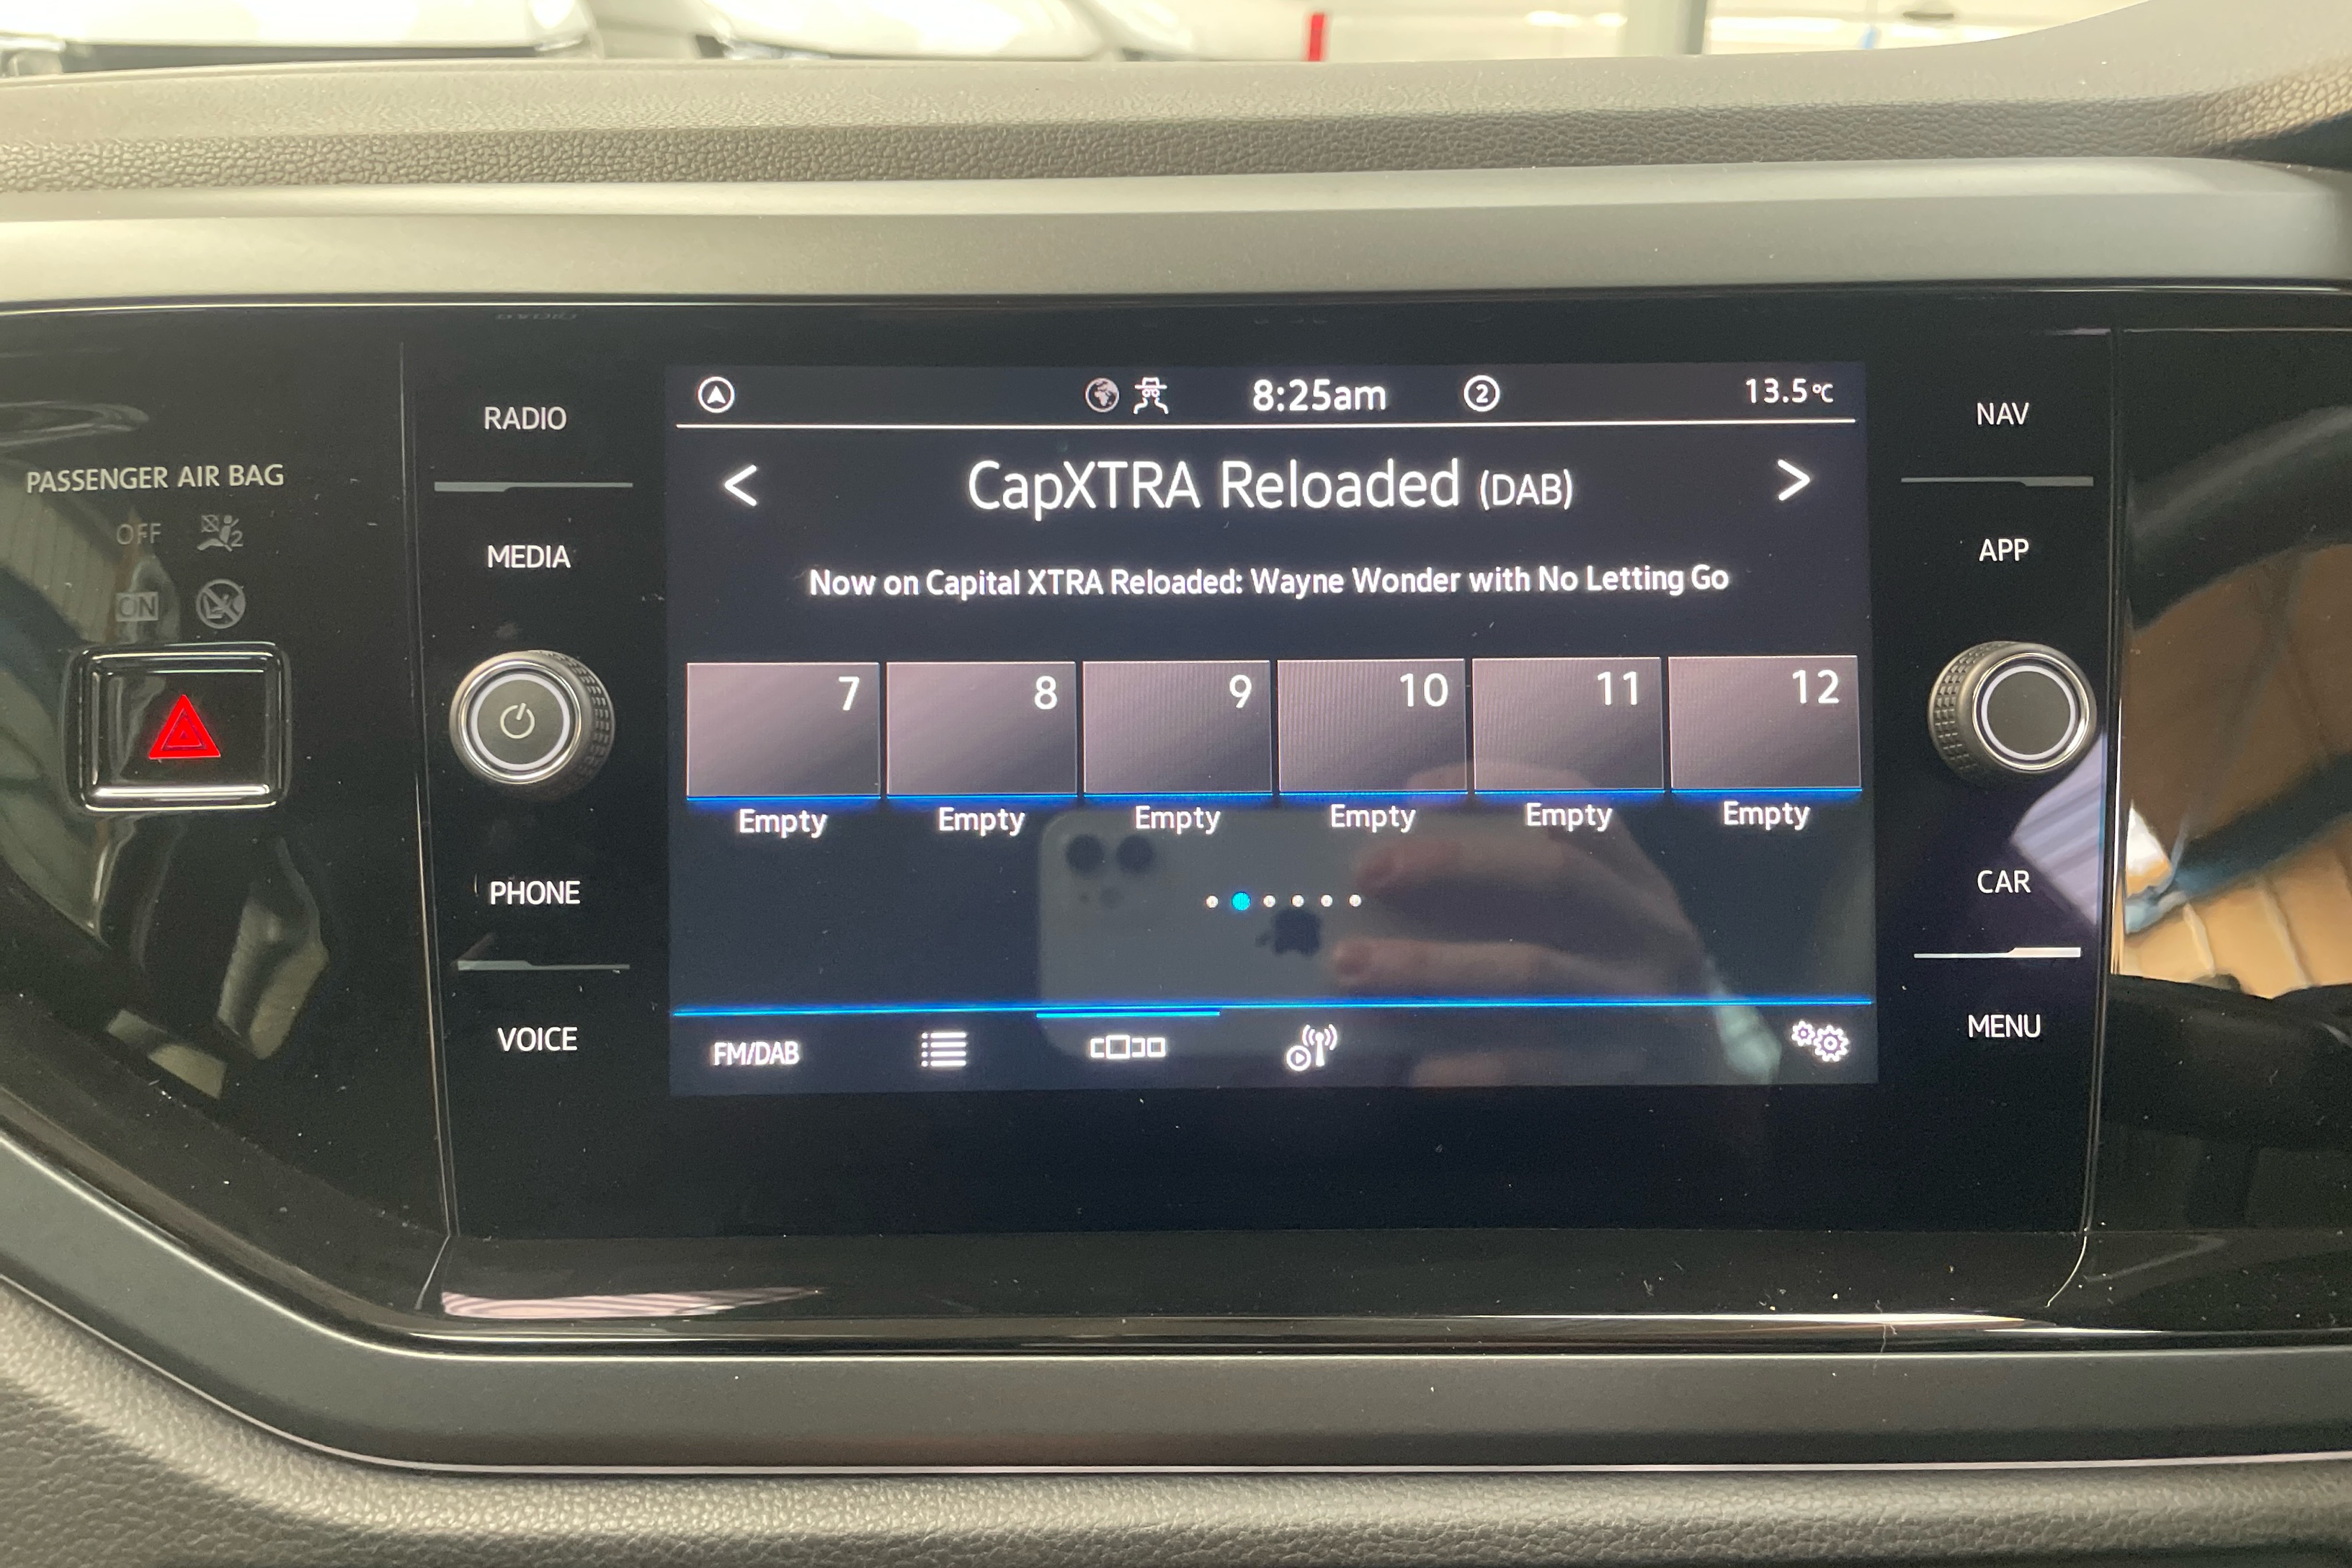 PASSENGER AIR BAG
OFF 2
ON
RADIO
MEDIA
PHONE
VOICE
8:25am 2 13.5°C
< CapXTRA Reloaded (DAB) >
Now on Capital XTRA Reloaded: Wayne Wonder with No Letting Go
7 8 9 10 11 12
Empty Empty Empty Empty Empty Empty
FM/DAB
NAV
APP
CAR
MENU